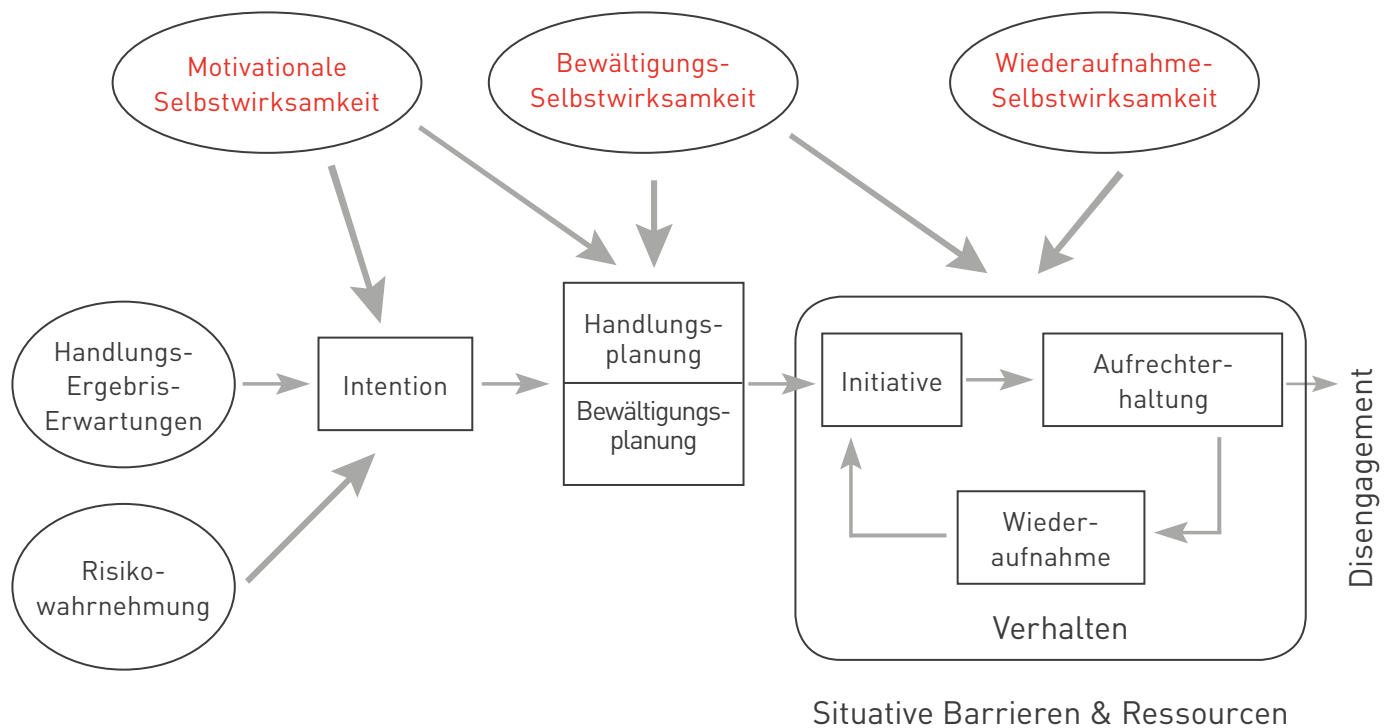 Motivationale
Selbstwirksamkeit
Bewältigungs-
Selbstwirksamkeit
Wiederaufnahme-
Selbstwirksamkeit
Handlungs-
Ergebris-
Erwartungen
Intention
Handlungs-
planung
Bewältigungs-
planung
Initiative
Aufrechter-
haltung
Wieder-
aufnahme
Verhalten
Disengagement
Risiko-
wahrnehmung
Situative Barrieren & Ressourcen